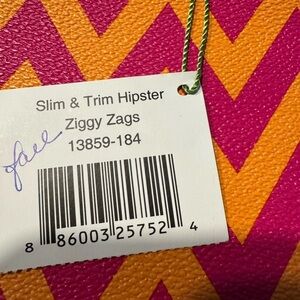 Slim & Trim Hipster
Ziggy Zags
fall
13859-184
8 86003 25752 4